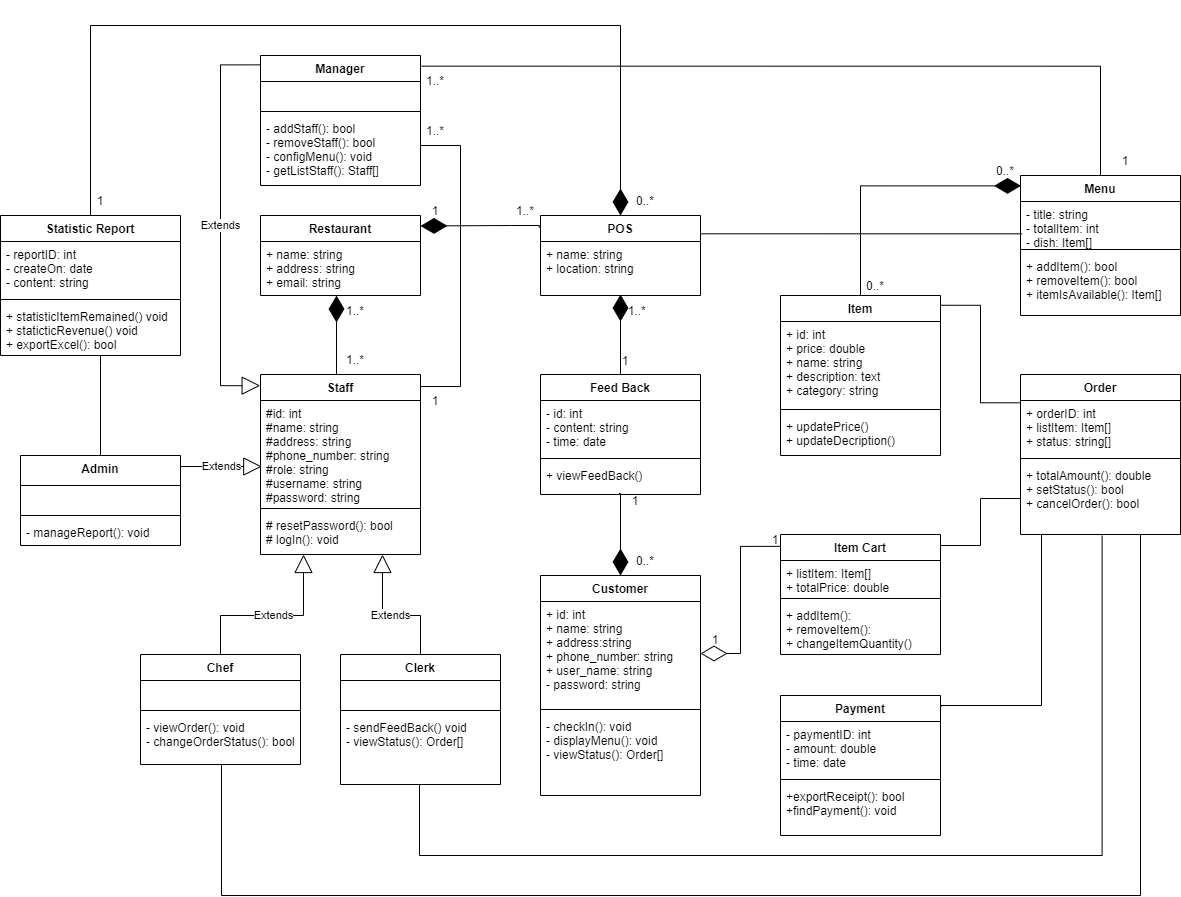 Manager
- addStaff(): bool
- removeStaff(): bool
- configMenu(): void
- getListStaff(): Staff[]
1..*
1..*
1
Extends
1
0..*
0..*
Menu
- title: string
- totalItem: int
- dish: Item[]
+ addItem(): bool
+ removeItem(): bool
+ itemIsAvailable(): Item[]
Statistic Report
- reportID: int
- createOn: date
- content: string
+ statisticItemRemained() void
+ staticticRevenue() void
+ exportExcel(): bool
Restaurant
+ name: string
+ address: string
+ email: string
1
1..*
POS
+ name: string
+ location: string
1..*
1..*
1..*
1
0..*
Item
+ id: int
+ price: double
+ name: string
+ description: text
+ category: string
+ updatePrice()
+ updateDecription()
Staff
#id: int
#name: string
#address: string
#phone_number: string
#role: string
#username: string
#password: string
# resetPassword(): bool
# logIn(): void
1
Feed Back
- id: int
- content: string
- time: date
+ viewFeedBack()
1
0..*
Order
+ orderID: int
+ listItem: Item[]
+ status: string[]
+ totalAmount(): double
+ setStatus(): bool
+ cancelOrder(): bool
Admin
- manageReport(): void
Extends
Extends
Extends
Item Cart
+ listItem: Item[]
+ totalPrice: double
+ addItem():
+ removeItem():
+ changeItemQuantity()
1
1
Customer
+ id: int
+ name: string
+ address:string
+ phone_number: string
+ user_name: string
- password: string
- checkIn(): void
- displayMenu(): void
- viewStatus(): Order[]
Chef
- viewOrder(): void
- changeOrderStatus(): bool
Clerk
- sendFeedBack() void
- viewStatus(): Order[]
Payment
- paymentID: int
- amount: double
- time: date
+exportReceipt(): bool
+findPayment(): void